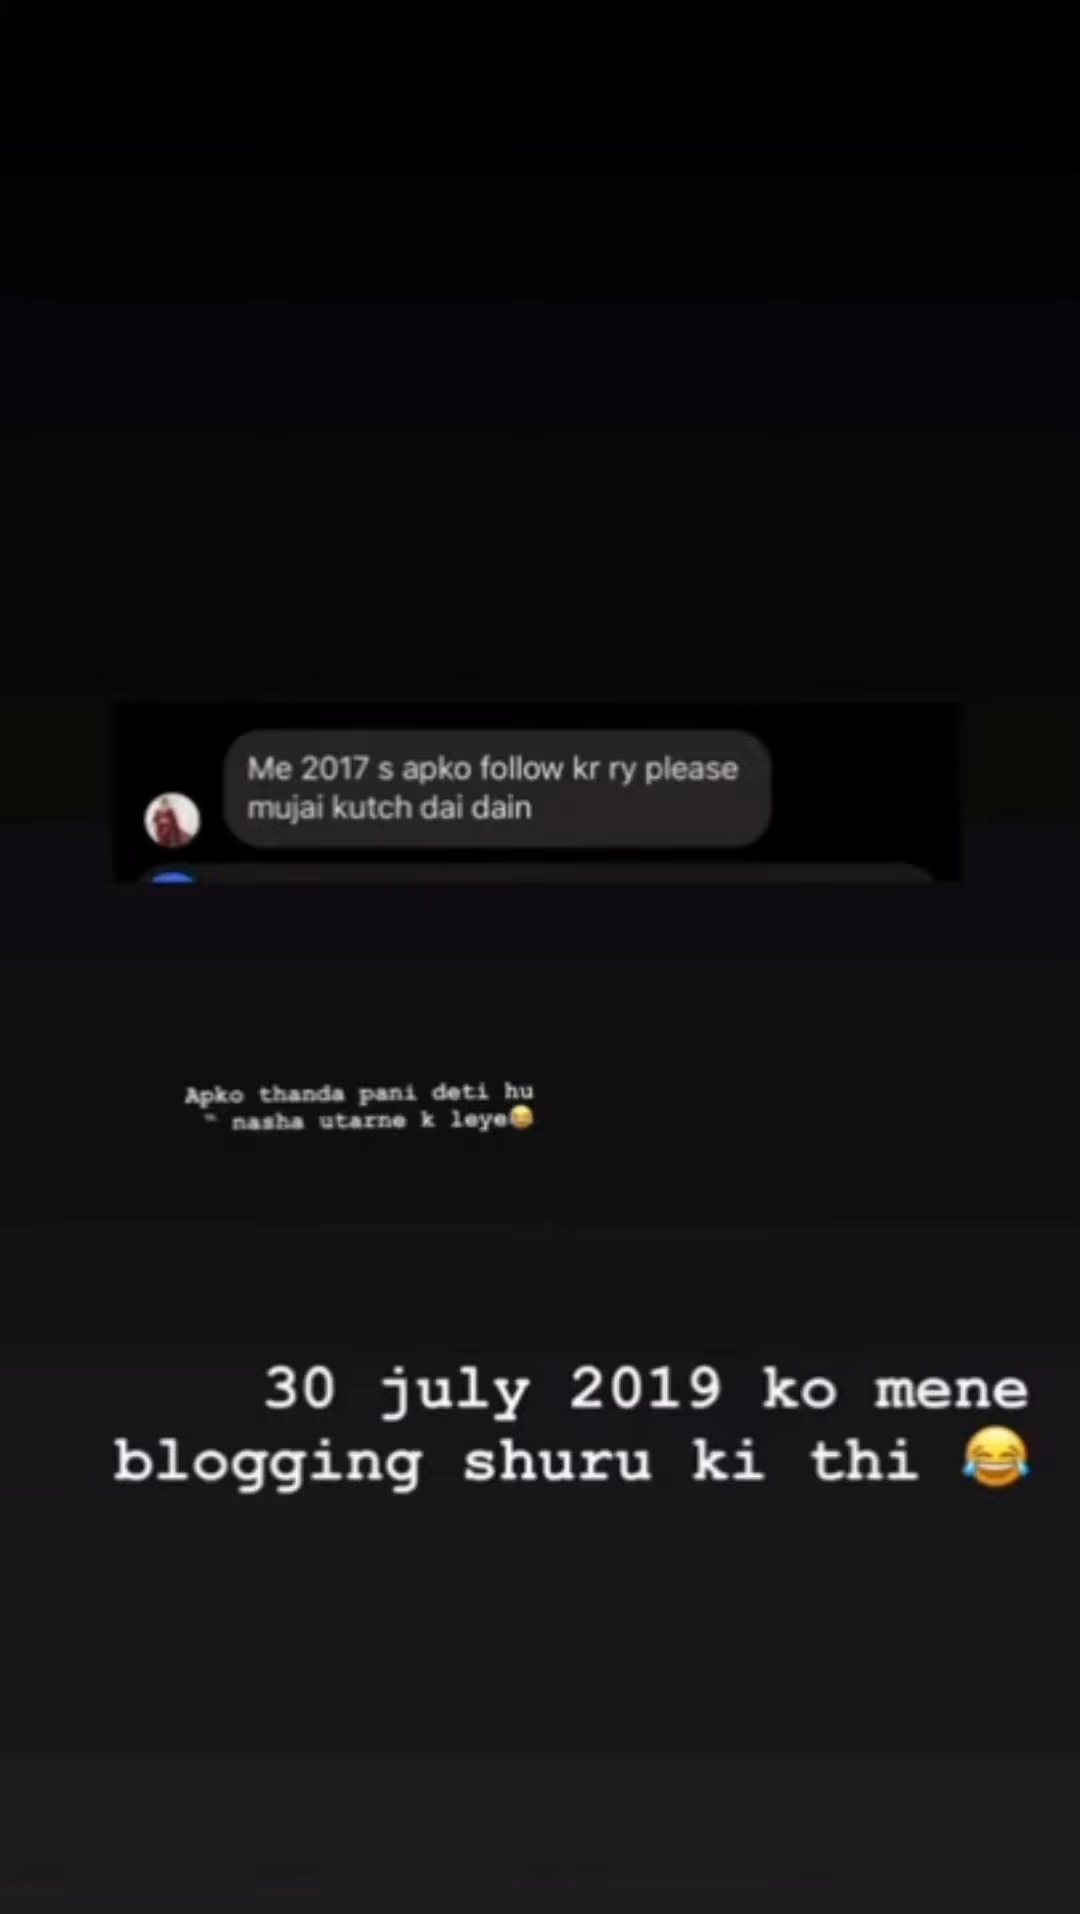 Me 2017 s apko follow kr ry please
mujai kutch dai dain
Apko thanda pani deti hu
nasha utarne k leye😂
30 july 2019 ko mene
blogging shuru ki thi 😂